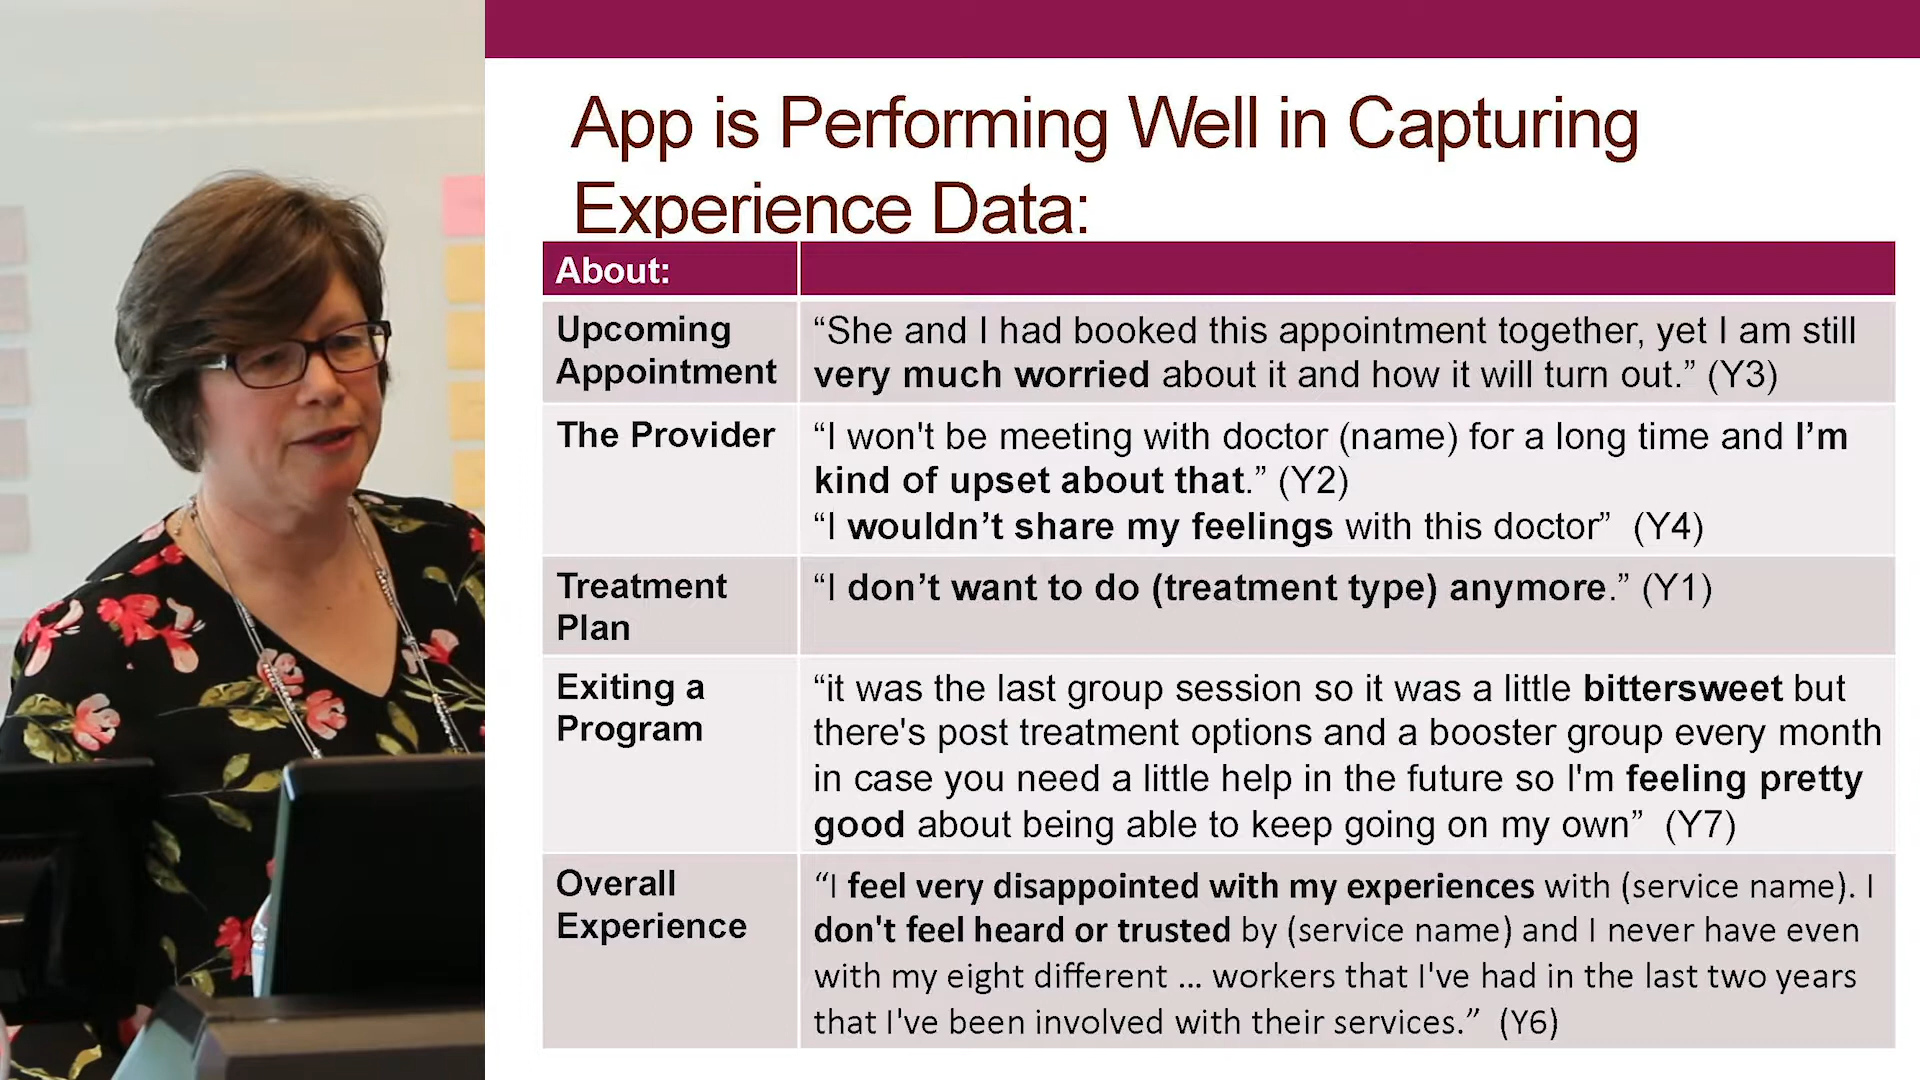 App is Performing Well in Capturing
Experience Data:
About:
Upcoming
Appointment
“She and I had booked this appointment together, yet I am still
very much worried about it and how it will turn out.” (Y3)
The Provider
“I won't be meeting with doctor (name) for a long time and I’m
kind of upset about that.” (Y2)
“I wouldn’t share my feelings with this doctor” (Y4)
Treatment
Plan
“I don’t want to do (treatment type) anymore.” (Y1)
Exiting a
Program
“it was the last group session so it was a little bittersweet but
there's post treatment options and a booster group every month
in case you need a little help in the future so I'm feeling pretty
good about being able to keep going on my own” (Y7)
Overall
Experience
“I feel very disappointed with my experiences with (service name). I
don't feel heard or trusted by (service name) and I never have even
with my eight different ... workers that I've had in the last two years
that I've been involved with their services.” (Y6)